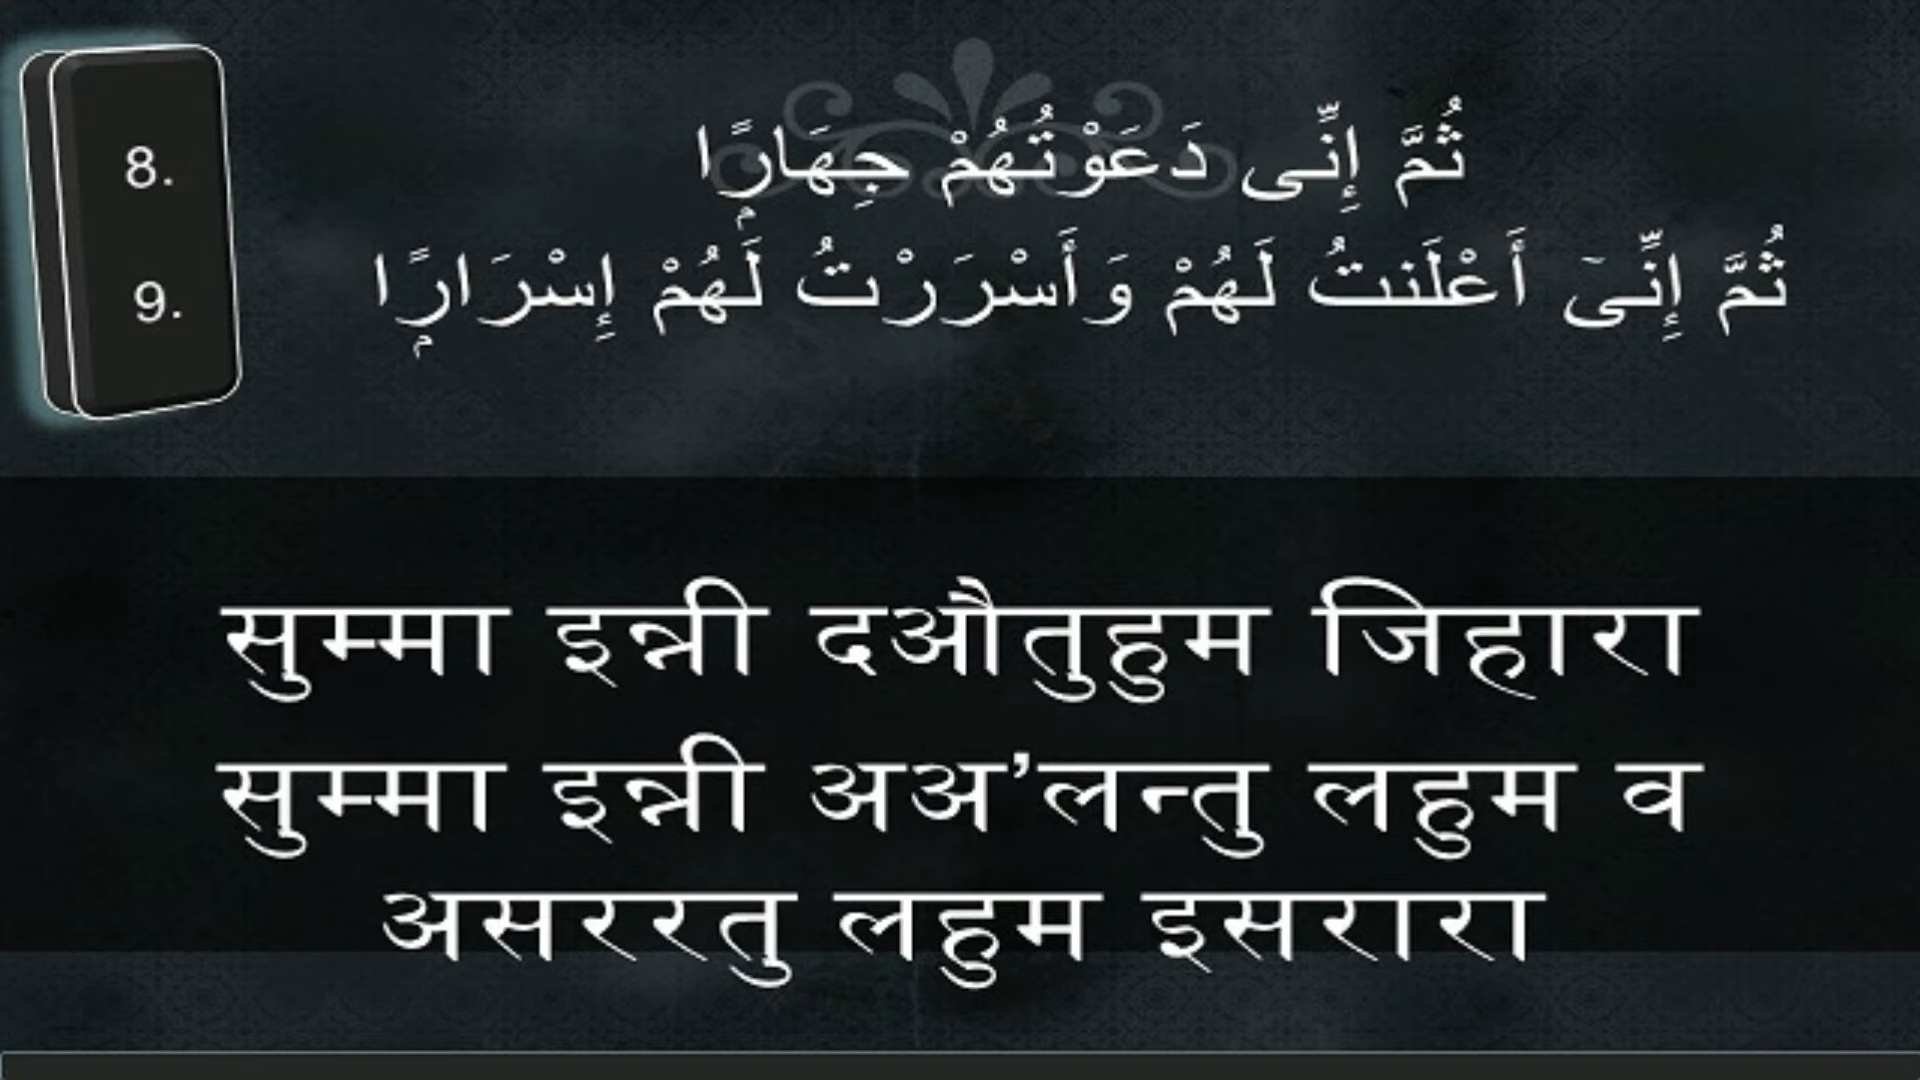 8.
ثُمَّ إِنِّى دَعَوْتُهُمْ جِهَارًۭا
9.
ثُمَّ إِنِّىٓ أَعْلَنتُ لَهُمْ وَأَسْرَرْتُ لَهُمْ إِسْرَارًۭا
सुम्मा इन्नी दऔतुहुम जिहारा
सुम्मा इन्नी अअ’लन्तु लहुम व
असररतु लहुम इसरारा